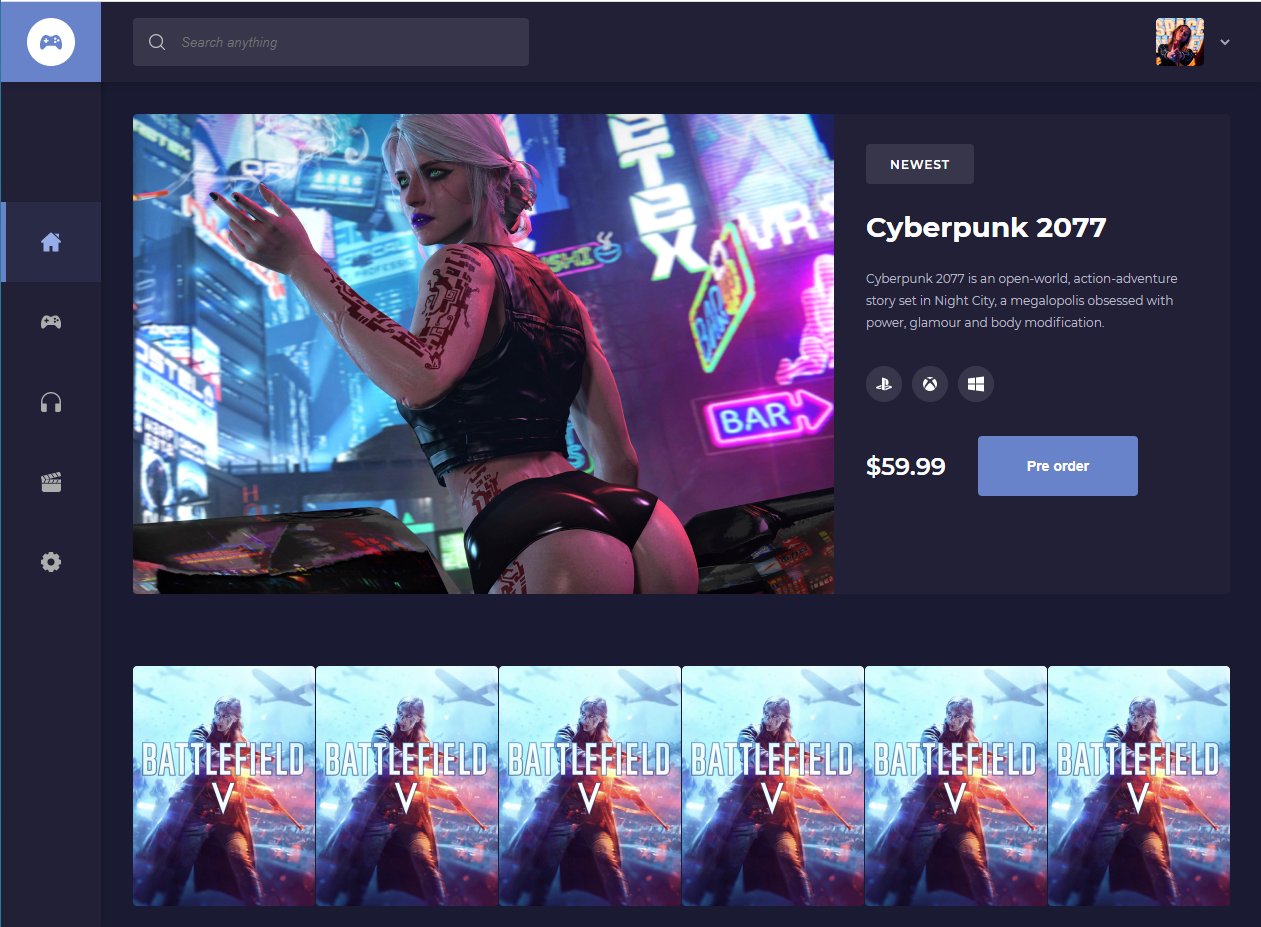 Search anything
NEWEST
Cyberpunk 2077
Cyberpunk 2077 is an open-world, action-adventure
story set in Night City, a megalopolis obsessed with
power, glamour and body modification.
$59.99
Pre order
BAR
BATTLEFIELD
V
BATTLEFIELD
V
BATTLEFIELD
V
BATTLEFIELD
V
BATTLEFIELD
V
BATTLEFIELD
V